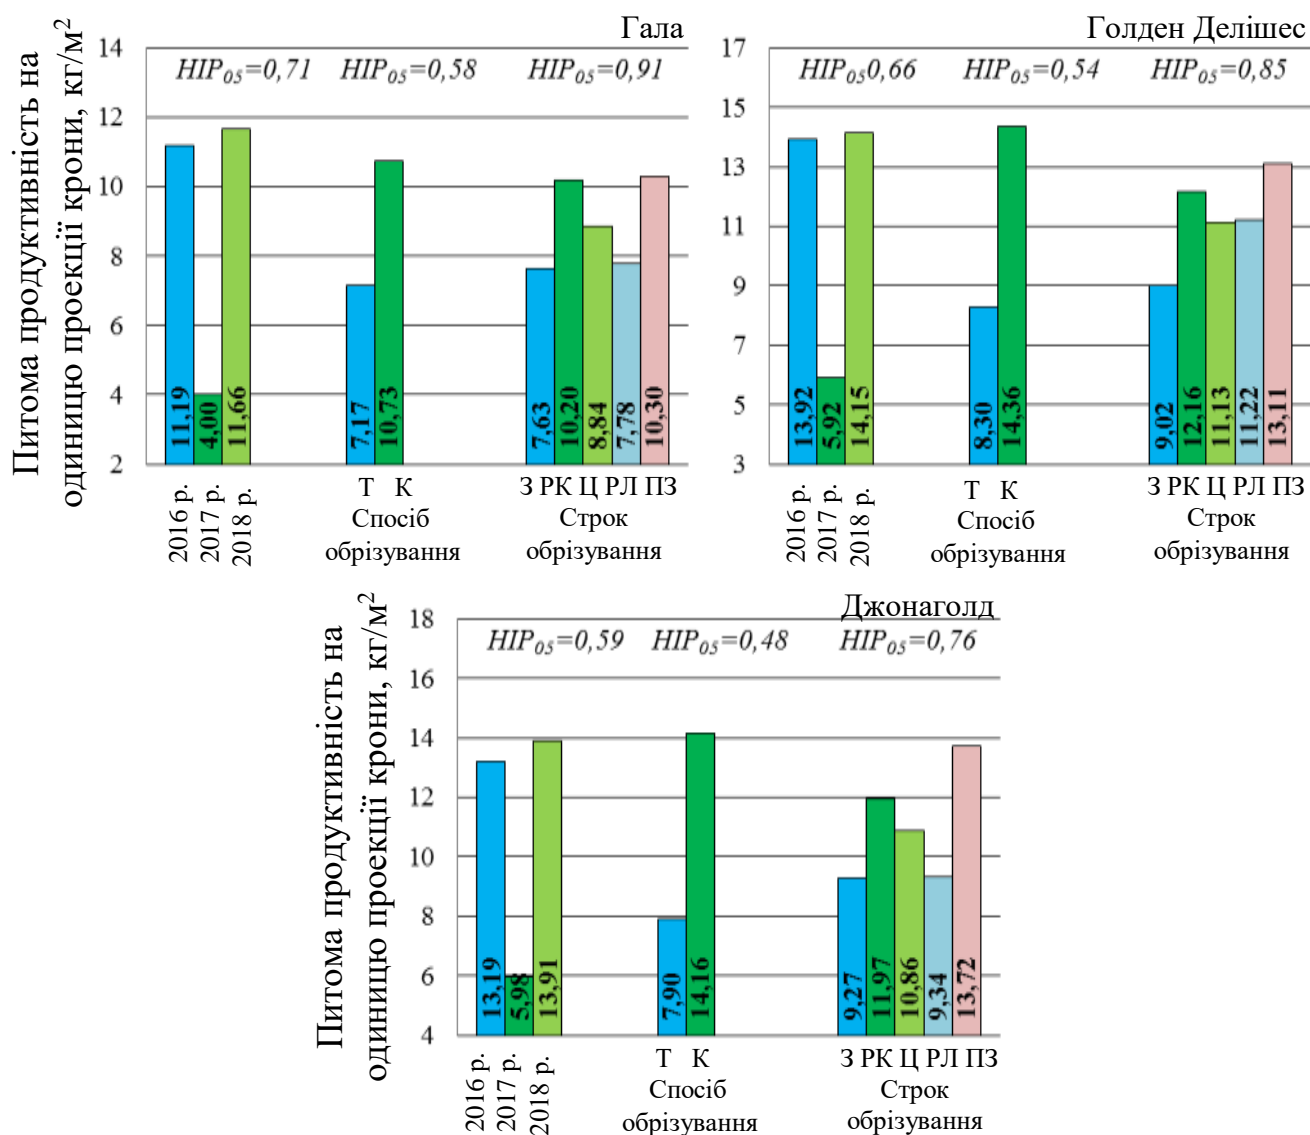 Гала
Питома продуктивність на
одиницю проекції крони, кг/м²
14
12
10
8
6
4
2
НІР₀₅=0,71 НІР₀₅=0,58 НІР₀₅=0,91
11,19 4,00 11,66 7,17 10,73 7,63 10,20 8,84 7,78 10,30
2016 р. 2017 р. 2018 р.
Т К
Спосіб
обрізування
З РК Ц РЛ ПЗ
Строк
обрізування
Голден Делішес
17
15
13
11
9
7
5
3
НІР₀₅0,66 НІР₀₅=0,54 НІР₀₅=0,85
13,92 5,92 14,15 8,30 14,36 9,02 12,16 11,13 11,22 13,11
2016 р. 2017 р. 2018 р.
Т К
Спосіб
обрізування
З РК Ц РЛ ПЗ
Строк
обрізування
Джонаголд
Питома продуктивність на
одиницю проекції крони, кг/м²
18
16
14
12
10
8
6
4
НІР₀₅=0,59 НІР₀₅=0,48 НІР₀₅=0,76
13,19 5,98 13,91 7,90 14,16 9,27 11,97 10,86 9,34 13,72
2016 р. 2017 р. 2018 р.
Т К
Спосіб
обрізування
З РК Ц РЛ ПЗ
Строк
обрізування